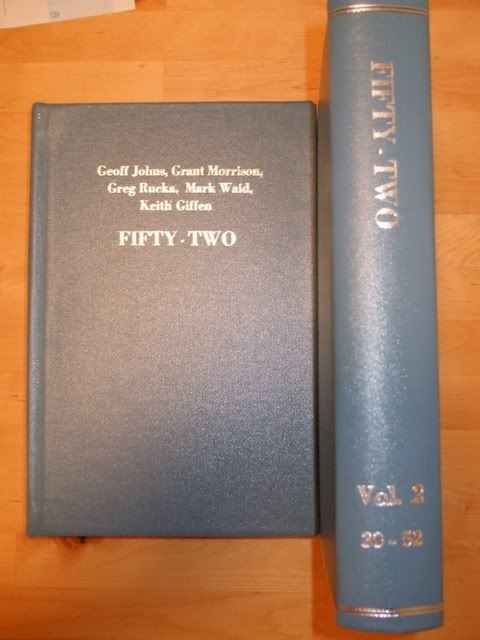 Geoff Johns, Grant Morrison,
Greg Rucka, Mark Waid,
Keith Giffen
FIFTY - TWO
FIFTY - TWO
Vol. 2
30 - 52